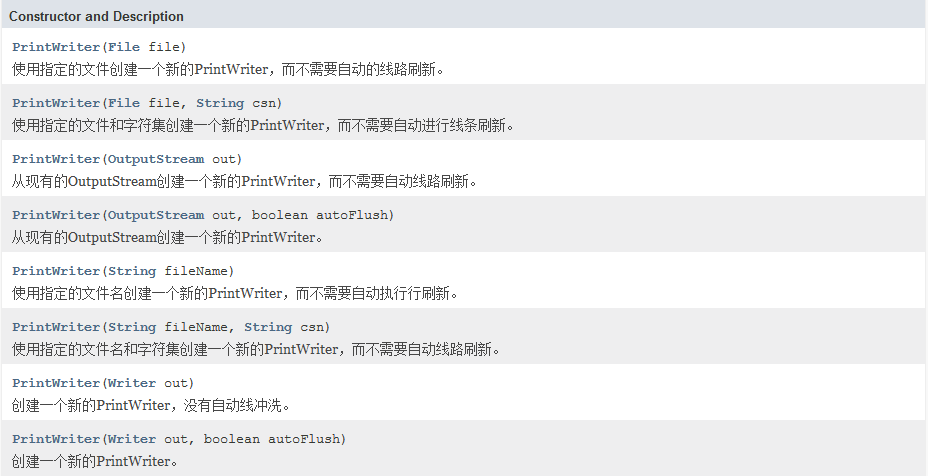 Constructor and Description
PrintWriter(File file)
使用指定的文件创建一个新的PrintWriter，而不需要自动的线路刷新。
PrintWriter(File file, String csn)
使用指定的文件和字符集创建一个新的PrintWriter，而不需要自动进行线条刷新。
PrintWriter(OutputStream out)
从现有的OutputStream创建一个新的PrintWriter，而不需要自动线路刷新。
PrintWriter(OutputStream out, boolean autoFlush)
从现有的OutputStream创建一个新的PrintWriter。
PrintWriter(String fileName)
使用指定的文件名创建一个新的PrintWriter，而不需要自动执行行刷新。
PrintWriter(String fileName, String csn)
使用指定的文件名和字符集创建一个新的PrintWriter，而不需要自动线路刷新。
PrintWriter(Writer out)
创建一个新的PrintWriter，没有自动线冲洗。
PrintWriter(Writer out, boolean autoFlush)
创建一个新的PrintWriter。